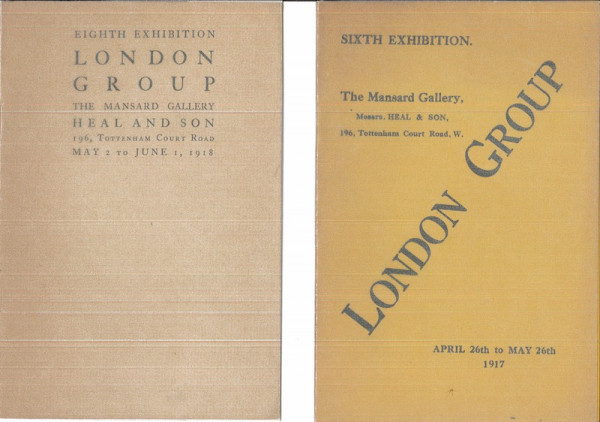 EIGHTH EXHIBITION
LONDON
GROUP
THE MANSARD GALLERY
HEAL AND SON
196, TOTTENHAM COURT ROAD
MAY 2 TO JUNE 1, 1918
SIXTH EXHIBITION.
The Mansard Gallery,
Messrs. HEAL & SON,
196, Tottenham Court Road, W.
LONDON GROUP
APRIL 26th to MAY 26th
1917